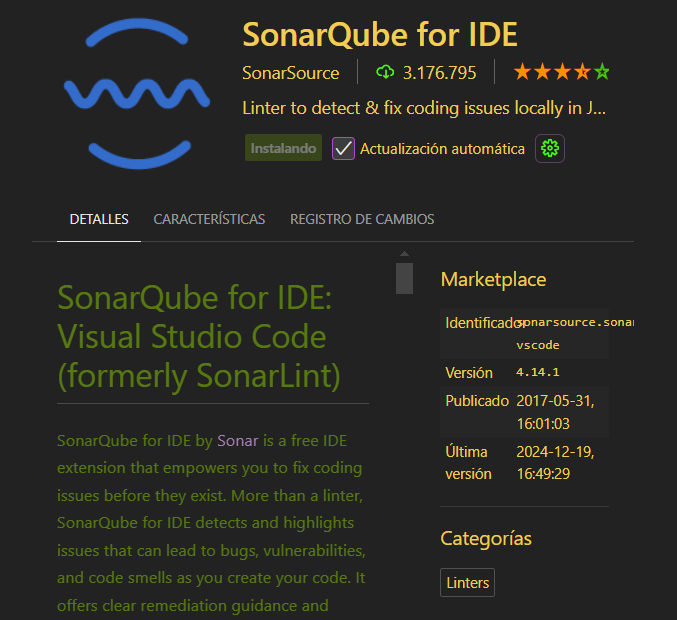 SonarQube for IDE
SonarSource
3.176.795
Linter to detect & fix coding issues locally in J...
Instalando
Actualización automática
DETALLES
CARACTERÍSTICAS
REGISTRO DE CAMBIOS
SonarQube for IDE:
Visual Studio Code
(formerly SonarLint)
SonarQube for IDE by Sonar is a free IDE
extension that empowers you to fix coding
issues before they exist. More than a linter,
SonarQube for IDE detects and highlights
issues that can lead to bugs, vulnerabilities,
and code smells as you create your code. It
offers clear remediation guidance and
Marketplace
Identificador sonarsource.sonar
vscode
Versión 4.14.1
Publicado 2017-05-31,
16:01:03
Última 2024-12-19,
versión 16:49:29
Categorías
Linters